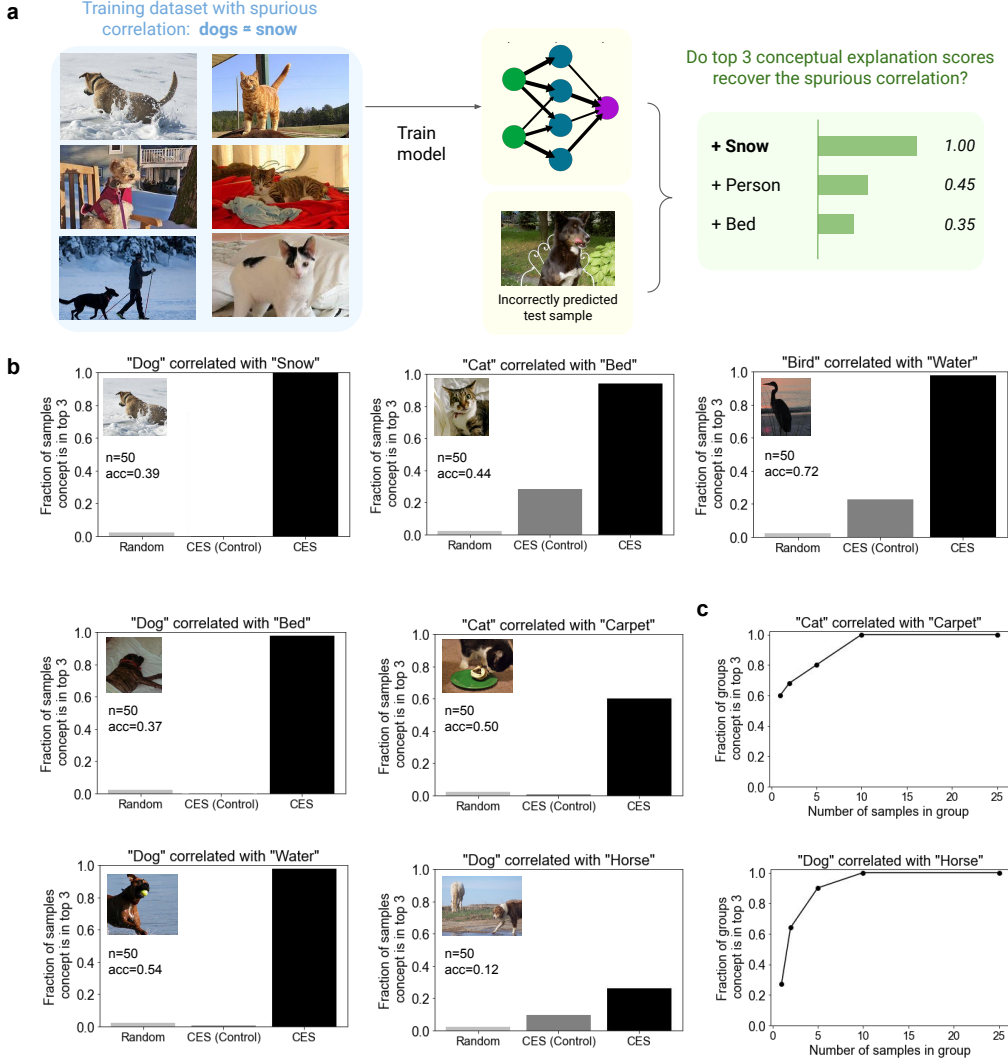 a
Training dataset with spurious
correlation: dogs = snow
Train
model
Incorrectly predicted
test sample
Do top 3 conceptual explanation scores
recover the spurious correlation?
+ Snow 1.00
+ Person 0.45
+ Bed 0.35
b
"Dog" correlated with "Snow"
Fraction of samples
concept is in top 3
1.0
0.8
0.6
0.4
0.2
0.0
n=50
acc=0.39
Random CES (Control) CES
"Cat" correlated with "Bed"
Fraction of samples
concept is in top 3
1.0
0.8
0.6
0.4
0.2
0.0
n=50
acc=0.44
Random CES (Control) CES
"Bird" correlated with "Water"
Fraction of samples
concept is in top 3
1.0
0.8
0.6
0.4
0.2
0.0
n=50
acc=0.72
Random CES (Control) CES
"Dog" correlated with "Bed"
Fraction of samples
concept is in top 3
1.0
0.8
0.6
0.4
0.2
0.0
n=50
acc=0.37
Random CES (Control) CES
"Cat" correlated with "Carpet"
Fraction of samples
concept is in top 3
1.0
0.8
0.6
0.4
0.2
0.0
n=50
acc=0.50
Random CES (Control) CES
c
"Cat" correlated with "Carpet"
Fraction of groups
concept is in top 3
1.0
0.8
0.6
0.4
0.2
0.0
0 5 10 15 20 25
Number of samples in group
"Dog" correlated with "Water"
Fraction of samples
concept is in top 3
1.0
0.8
0.6
0.4
0.2
0.0
n=50
acc=0.54
Random CES (Control) CES
"Dog" correlated with "Horse"
Fraction of samples
concept is in top 3
1.0
0.8
0.6
0.4
0.2
0.0
n=50
acc=0.12
Random CES (Control) CES
"Dog" correlated with "Horse"
Fraction of groups
concept is in top 3
1.0
0.8
0.6
0.4
0.2
0.0
0 5 10 15 20 25
Number of samples in group